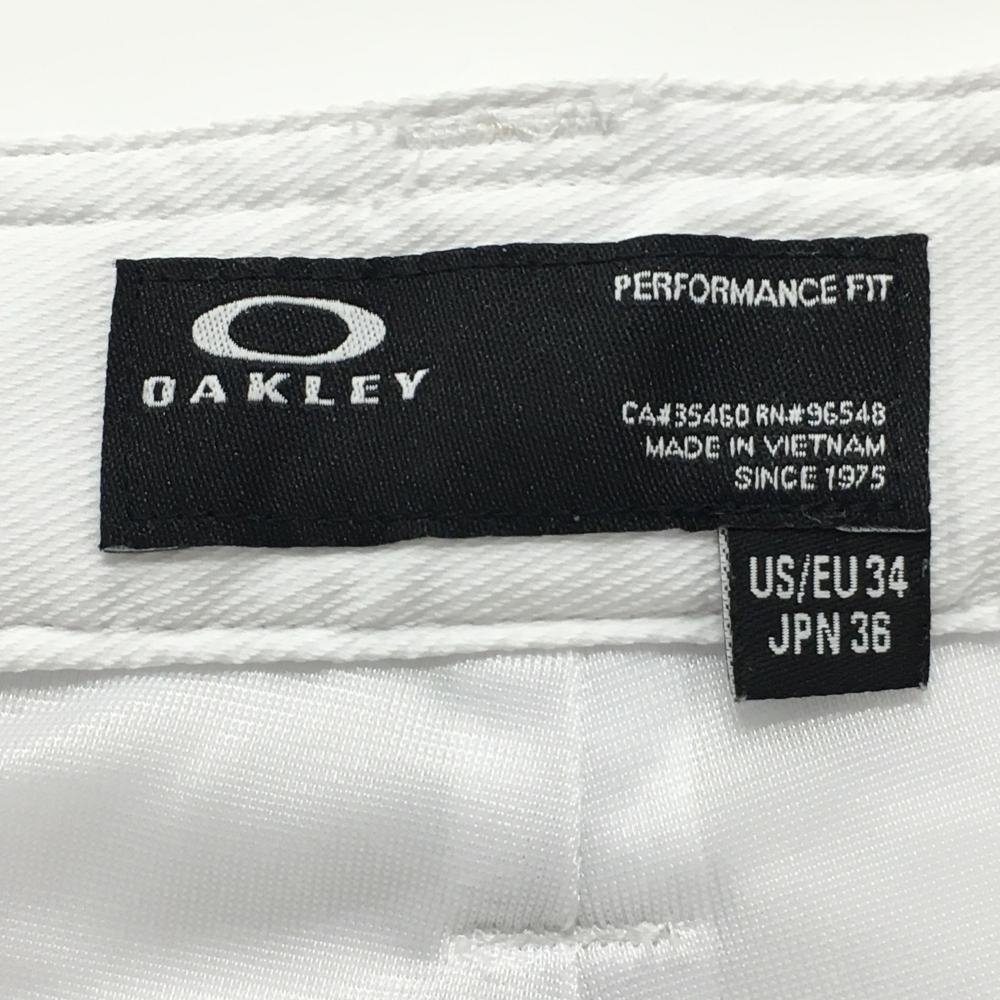 OAKLEY
PERFORMANCE FIT
CA#35460 RN#96548
MADE IN VIETNAM
SINCE 1975
US/EU 34
JPN 36